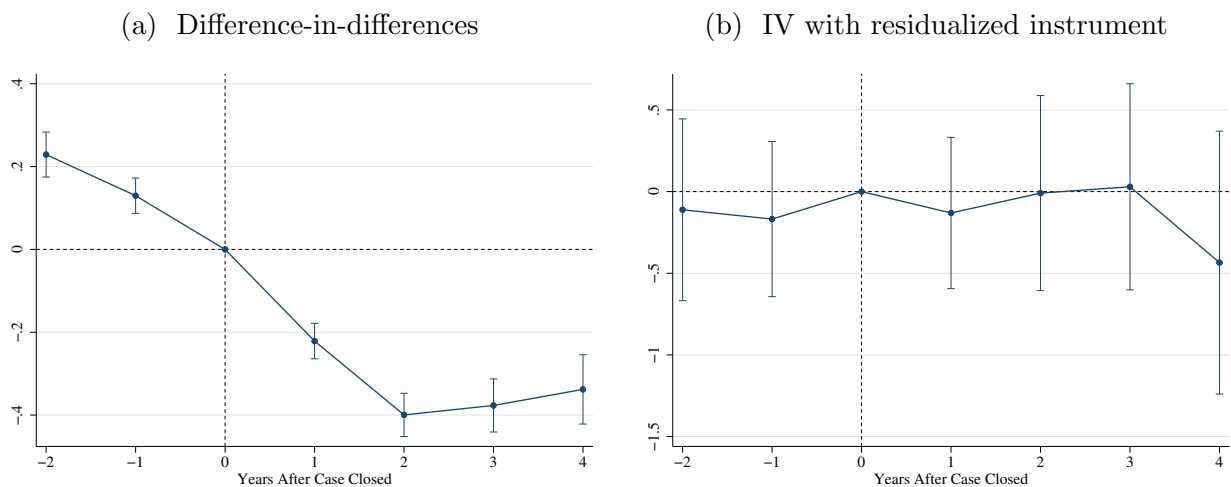 (a) Difference-in-differences
.4
.2
0
-.2
-.4
-2 -1 0 1 2 3 4
Years After Case Closed
(b) IV with residualized instrument
.5
0
-.5
-1
-1.5
-2 -1 0 1 2 3 4
Years After Case Closed